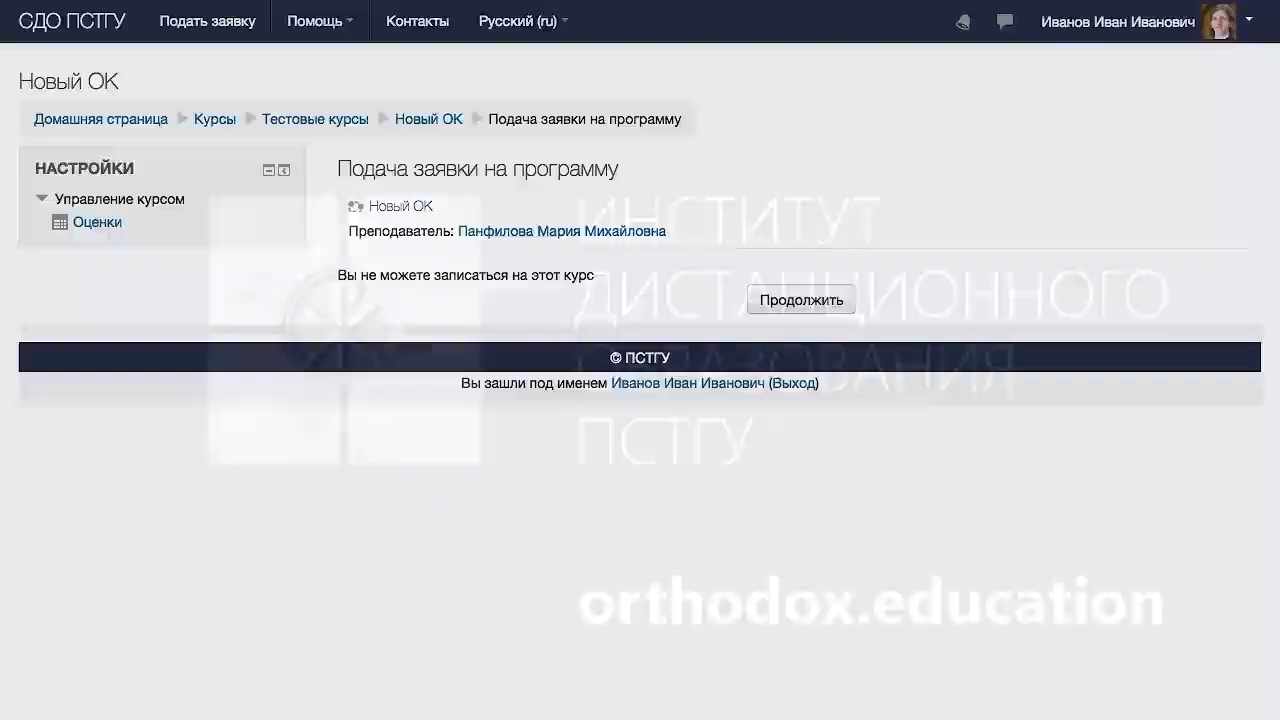 СДО ПСТГУ Подать заявку Помощь Контакты Русский (ru) Иванов Иван Иванович
Новый ОК
Домашняя страница Курсы Тестовые курсы Новый ОК Подача заявки на программу
НАСТРОЙКИ
Управление курсом
Оценки
Подача заявки на программу
Новый ОК
Преподаватель: Панфилова Мария Михайловна
Вы не можете записаться на этот курс
Продолжить
© ПСТГУ
Вы зашли под именем Иванов Иван Иванович (Выход)
ИНСТИТУТ
ДИСТАНЦИОННОГО
ОБРАЗОВАНИЯ
ПСТГУ
orthodox.education